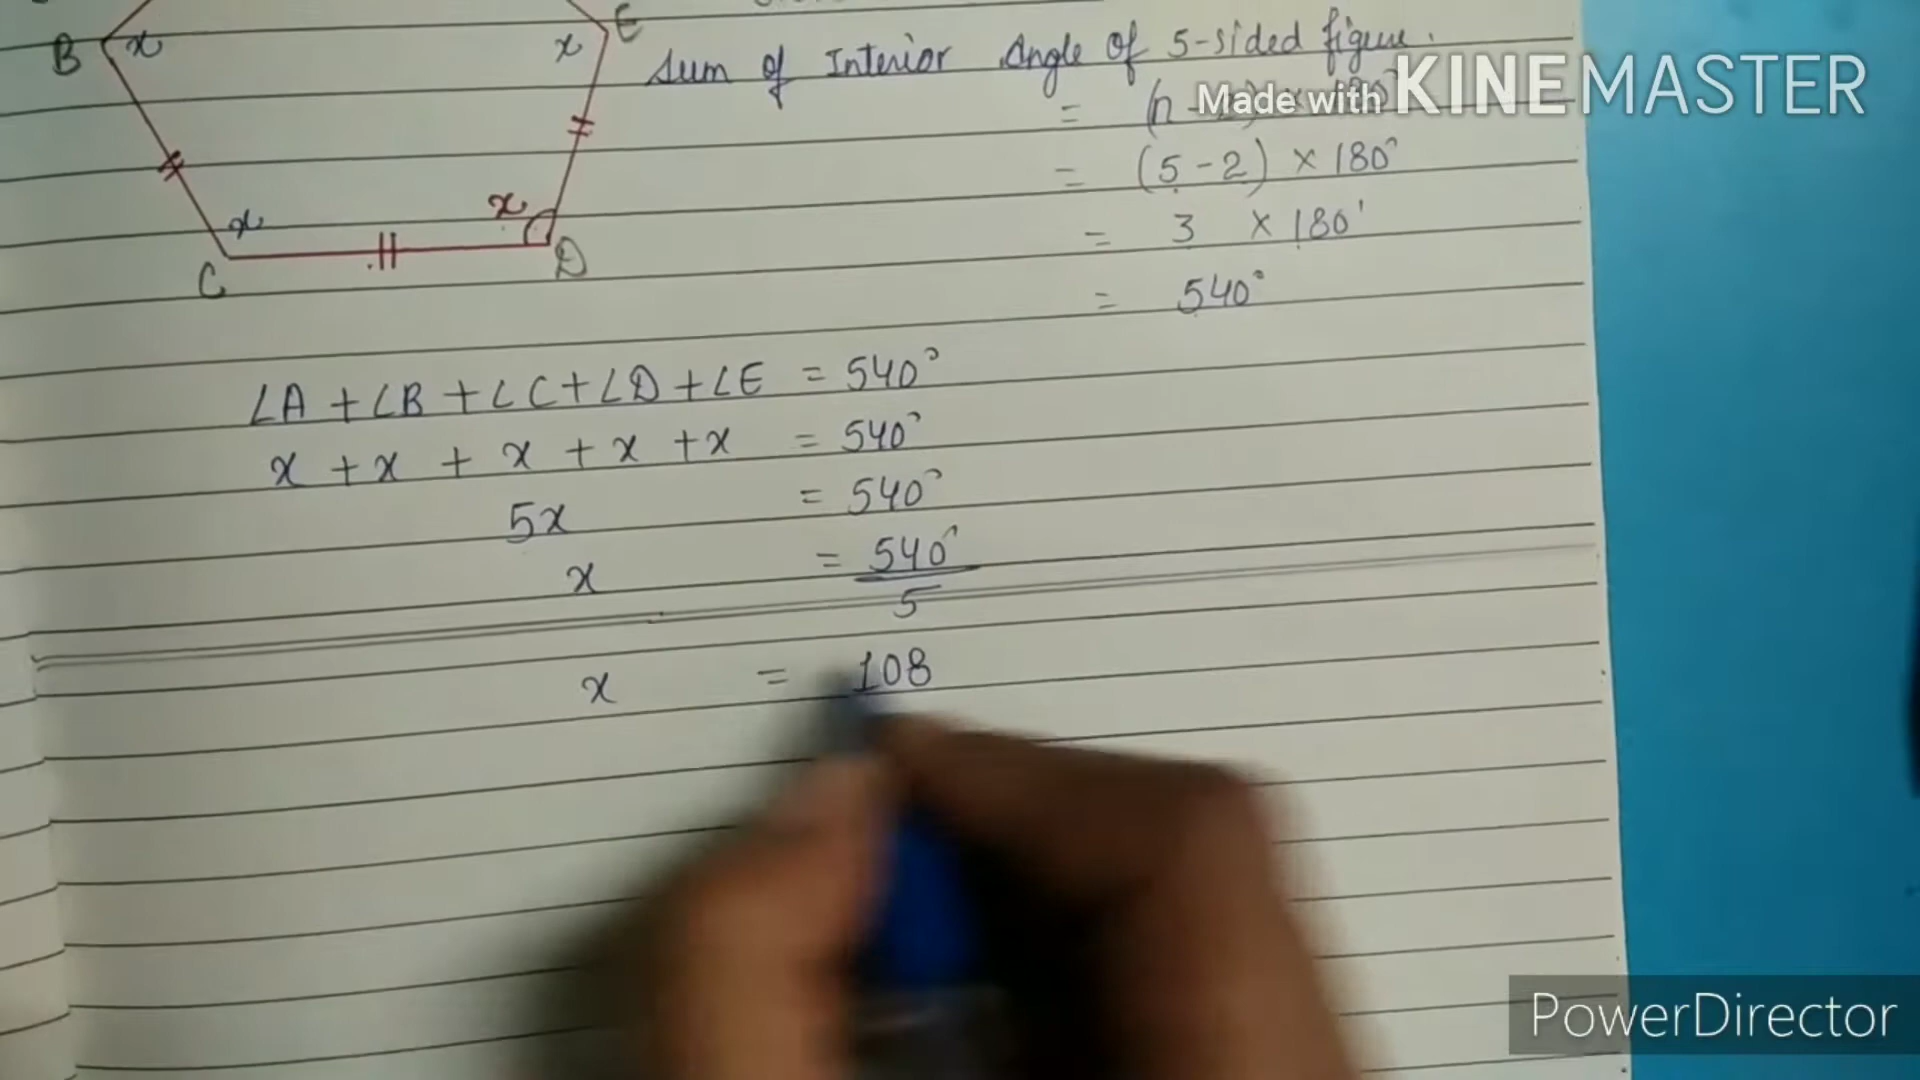 B x
x E
Sum of Interior Angle of 5-sided figure.
= (n
Made with KINEMASTER
= (5 - 2) × 180°
x
x
= 3 × 180°
C
D
= 540°
∠A + ∠B + ∠C + ∠D + ∠E = 540°
x + x + x + x + x = 540°
5x = 540°
x = 540°
5
x = 108
PowerDirector